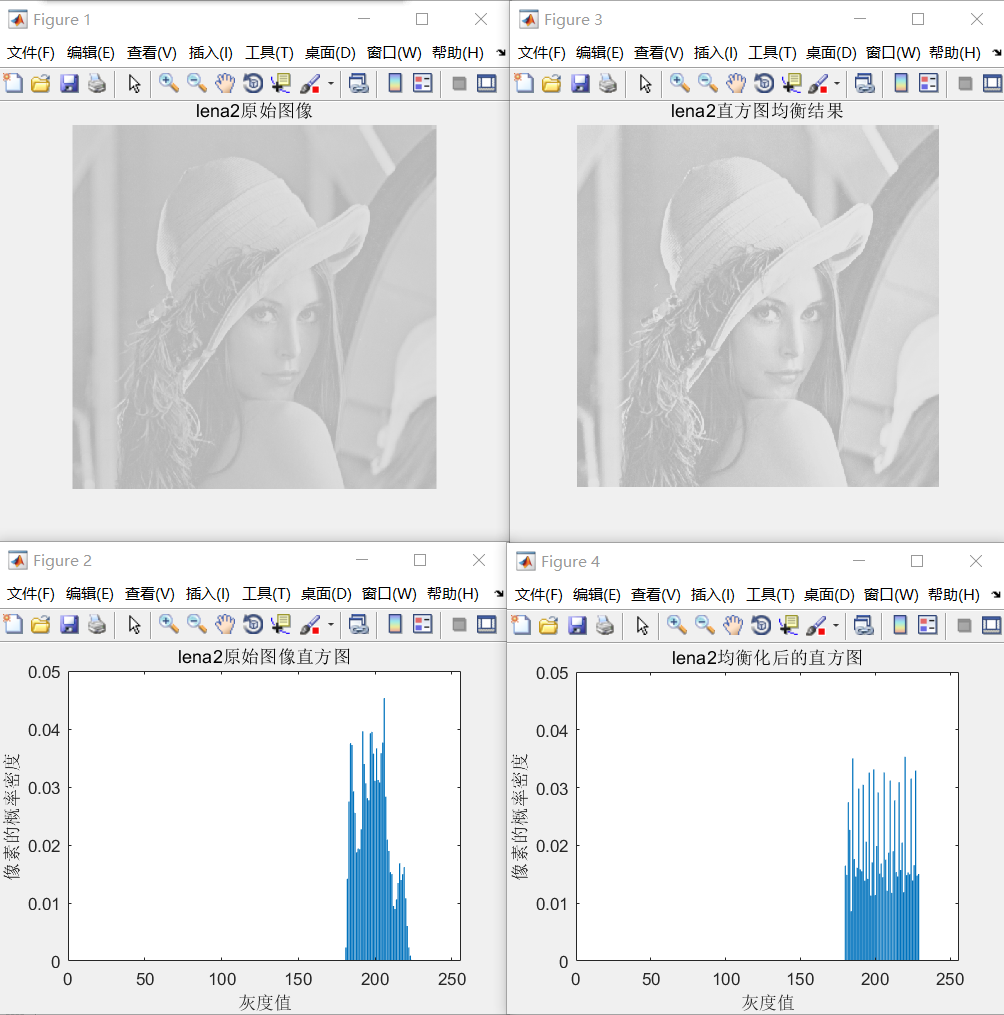 Figure 1
文件(F) 编辑(E) 查看(V) 插入(I) 工具(T) 桌面(D) 窗口(W) 帮助(H)
lena2原始图像
Figure 3
文件(F) 编辑(E) 查看(V) 插入(I) 工具(T) 桌面(D) 窗口(W) 帮助(H)
lena2直方图均衡结果
Figure 2
文件(F) 编辑(E) 查看(V) 插入(I) 工具(T) 桌面(D) 窗口(W) 帮助(H)
lena2原始图像直方图
像素的概率密度
0.05
0.04
0.03
0.02
0.01
0
0 50 100 150 200 250
灰度值
Figure 4
文件(F) 编辑(E) 查看(V) 插入(I) 工具(T) 桌面(D) 窗口(W) 帮助(H)
lena2均衡化后的直方图
像素的概率密度
0.05
0.04
0.03
0.02
0.01
0
0 50 100 150 200 250
灰度值